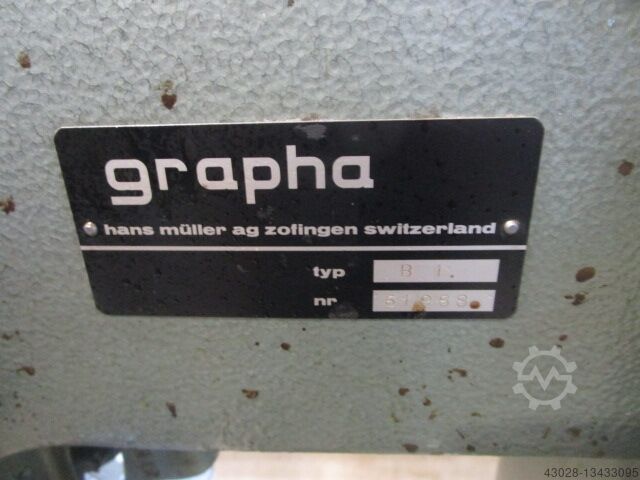 grapha
hans müller ag zofingen switzerland
typ B 1
nr
43028-13433095